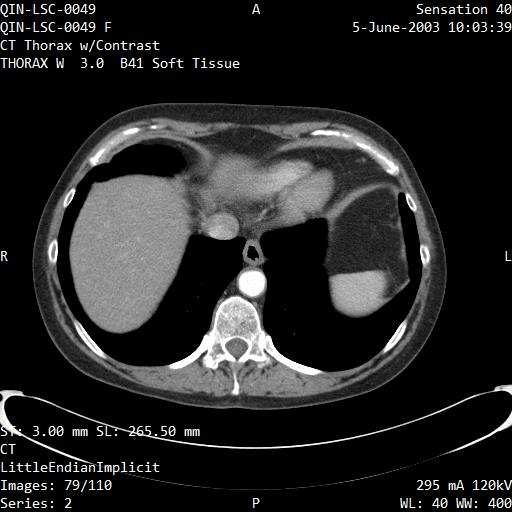 QIN-LSC-0049 A Sensation 40
QIN-LSC-0049 F 5-June-2003 10:03:39
CT Thorax w/Contrast
THORAX W 3.0 B41 Soft Tissue
R L
ST: 3.00 mm SL: 265.50 mm
CT
LittleEndianImplicit
Images: 79/110 295 mA 120kV
Series: 2 P WL: 40 WW: 400